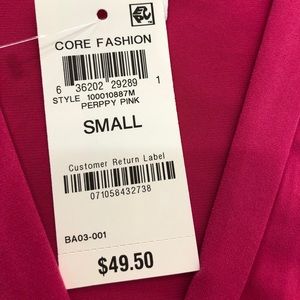 CORE FASHION
6 36202 29289 1
STYLE 100010887M
PERPPY PINK
SMALL
Customer Return Label
071058432738
BA03-001
$49.50